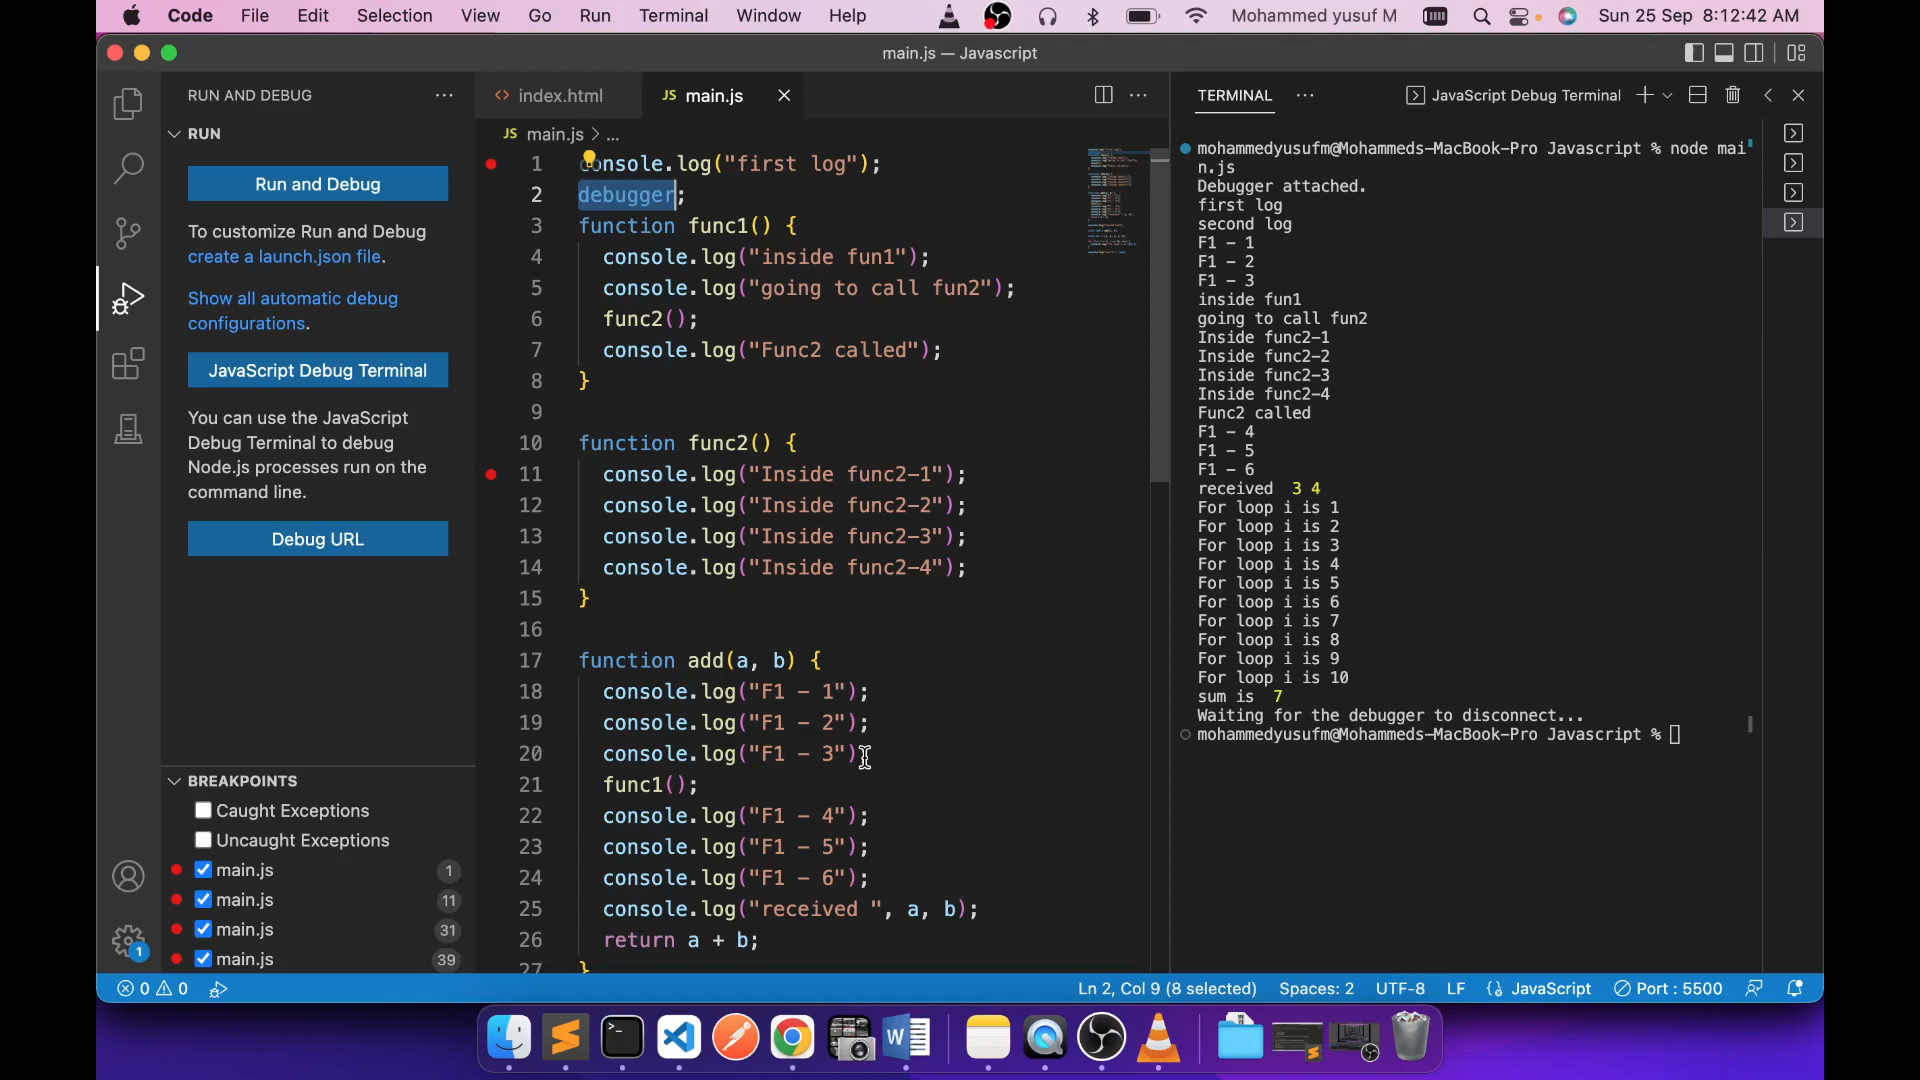 Code File Edit Selection View Go Run Terminal Window Help Mohammed yusuf M Sun 25 Sep 8:12:42 AM
main.js — Javascript
RUN AND DEBUG
RUN
Run and Debug
To customize Run and Debug
create a launch.json file.
Show all automatic debug
configurations.
JavaScript Debug Terminal
You can use the JavaScript
Debug Terminal to debug
Node.js processes run on the
command line.
Debug URL
BREAKPOINTS
Caught Exceptions
Uncaught Exceptions
main.js 1
main.js 11
main.js 31
main.js 39
1
index.html
JS main.js
JS main.js > ...
1 console.log("first log");
2 debugger;
3 function func1() {
4 console.log("inside fun1");
5 console.log("going to call fun2");
6 func2();
7 console.log("Func2 called");
8 }
9
10 function func2() {
11 console.log("Inside func2-1");
12 console.log("Inside func2-2");
13 console.log("Inside func2-3");
14 console.log("Inside func2-4");
15 }
16
17 function add(a, b) {
18 console.log("F1 - 1");
19 console.log("F1 - 2");
20 console.log("F1 - 3")
21 func1();
22 console.log("F1 - 4");
23 console.log("F1 - 5");
24 console.log("F1 - 6");
25 console.log("received ", a, b);
26 return a + b;
27 }
TERMINAL JavaScript Debug Terminal
mohammedyusufm@Mohammeds-MacBook-Pro Javascript % node mai
n.js
Debugger attached.
first log
second log
F1 - 1
F1 - 2
F1 - 3
inside fun1
going to call fun2
Inside func2-1
Inside func2-2
Inside func2-3
Inside func2-4
Func2 called
F1 - 4
F1 - 5
F1 - 6
received 3 4
For loop i is 1
For loop i is 2
For loop i is 3
For loop i is 4
For loop i is 5
For loop i is 6
For loop i is 7
For loop i is 8
For loop i is 9
For loop i is 10
sum is 7
Waiting for the debugger to disconnect...
mohammedyusufm@Mohammeds-MacBook-Pro Javascript %
0 0 Ln 2, Col 9 (8 selected) Spaces: 2 UTF-8 LF JavaScript Port : 5500